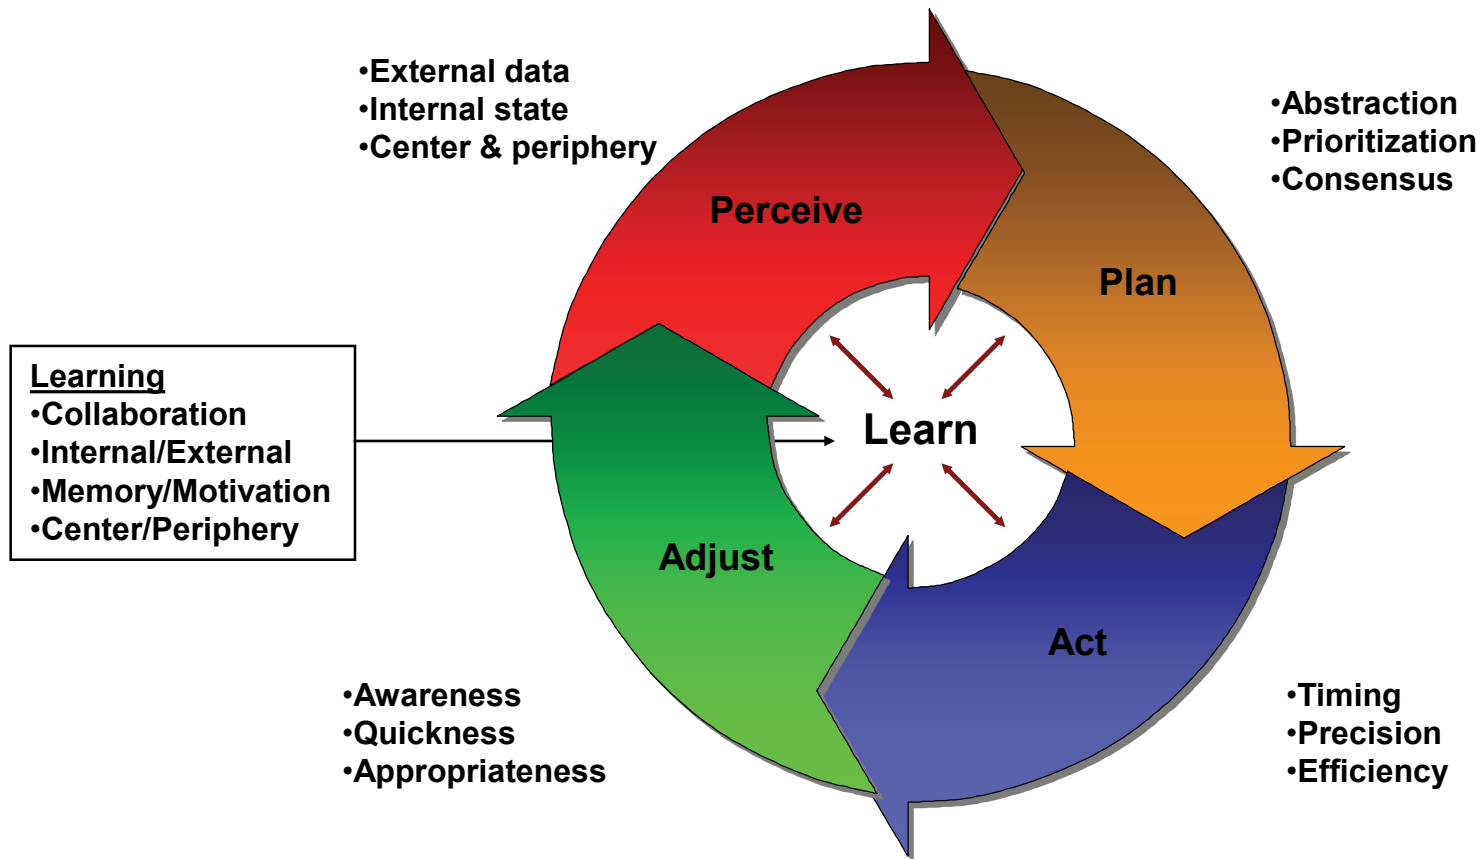 •External data
•Internal state
•Center & periphery
•Abstraction
•Prioritization
•Consensus
Perceive
Plan
Learning
•Collaboration
•Internal/External
•Memory/Motivation
•Center/Periphery
Learn
Adjust
Act
•Awareness
•Quickness
•Appropriateness
•Timing
•Precision
•Efficiency